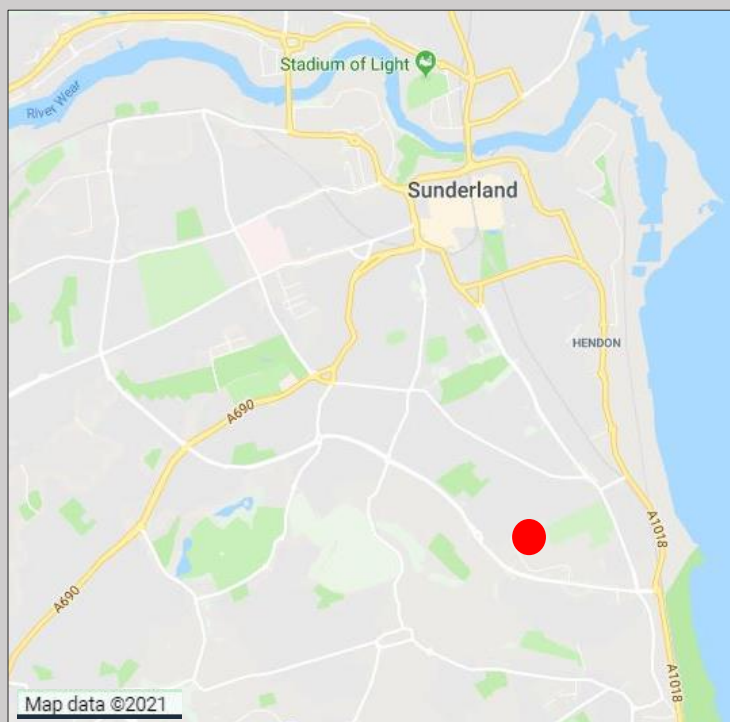 Stadium of Light
River Wear
Sunderland
HENDON
A690
A1018
A690
A1018
Map data ©2021